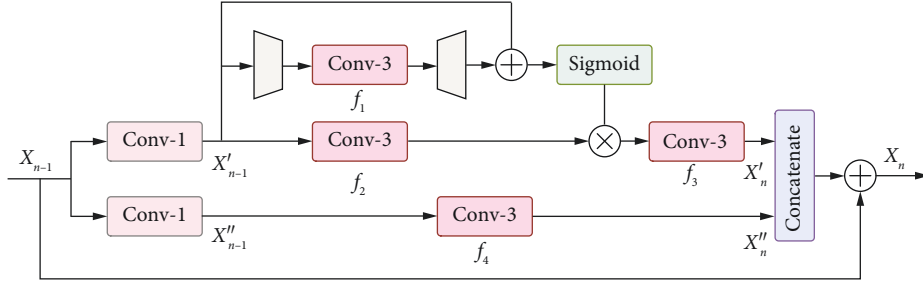 Conv-3
Sigmoid
f₁
X_{n–1}
Conv-1
X′_{n–1}
Conv-3
f₂
Conv-3
f₃
X′_n
Concatenate
X_n
Conv-1
X″_{n–1}
Conv-3
f₄
X″_n